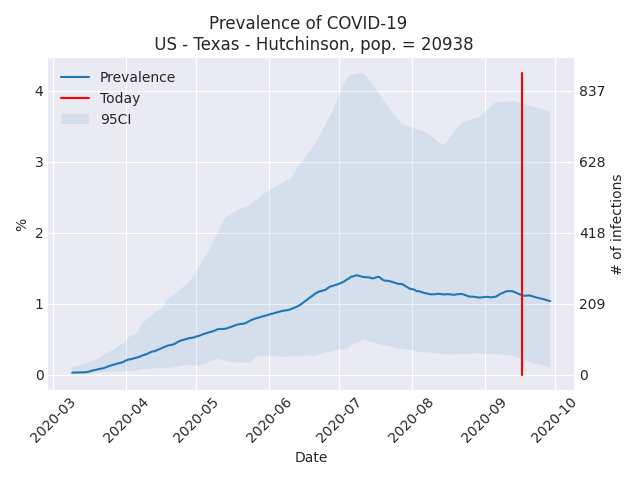 Prevalence of COVID-19
US - Texas - Hutchinson, pop. = 20938
Prevalence
Today
95CI
4
3
2
1
0
%
837
628
418
209
0
# of infections
2020-03
2020-04
2020-05
2020-06
2020-07
2020-08
2020-09
2020-10
Date